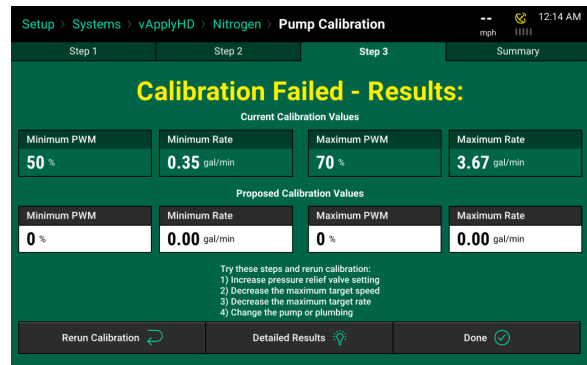 Setup > Systems > vApplyHD > Nitrogen > Pump Calibration
-- mph
12:14 AM
Step 1 Step 2 Step 3 Summary
Calibration Failed - Results:
Current Calibration Values
Minimum PWM Minimum Rate Maximum PWM Maximum Rate
50 % 0.35 gal/min 70 % 3.67 gal/min
Proposed Calibration Values
Minimum PWM Minimum Rate Maximum PWM Maximum Rate
0 % 0.00 gal/min 0 % 0.00 gal/min
Try these steps and rerun calibration:
1) Increase pressure relief valve setting
2) Decrease the maximum target speed
3) Decrease the maximum target rate
4) Change the pump or plumbing
Rerun Calibration Detailed Results Done